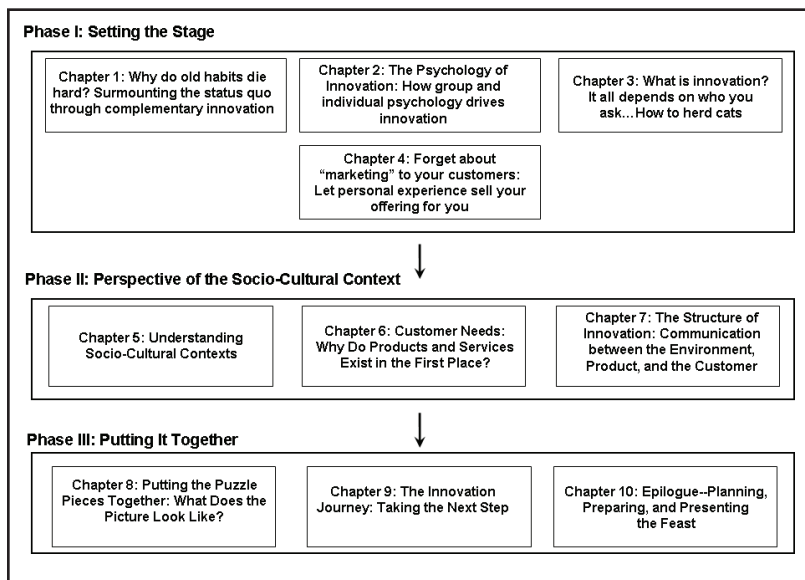 Phase I: Setting the Stage
Chapter 1: Why do old habits die
hard? Surmounting the status quo
through complementary innovation
Chapter 2: The Psychology of
Innovation: How group and
individual psychology drives
innovation
Chapter 3: What is innovation?
It all depends on who you
ask...How to herd cats
Chapter 4: Forget about
“marketing” to your customers:
Let personal experience sell your
offering for you
Phase II: Perspective of the Socio-Cultural Context
Chapter 5: Understanding
Socio-Cultural Contexts
Chapter 6: Customer Needs:
Why Do Products and Services
Exist in the First Place?
Chapter 7: The Structure of
Innovation: Communication
between the Environment,
Product, and the Customer
Phase III: Putting It Together
Chapter 8: Putting the Puzzle
Pieces Together: What Does the
Picture Look Like?
Chapter 9: The Innovation
Journey: Taking the Next Step
Chapter 10: Epilogue--Planning,
Preparing, and Presenting
the Feast